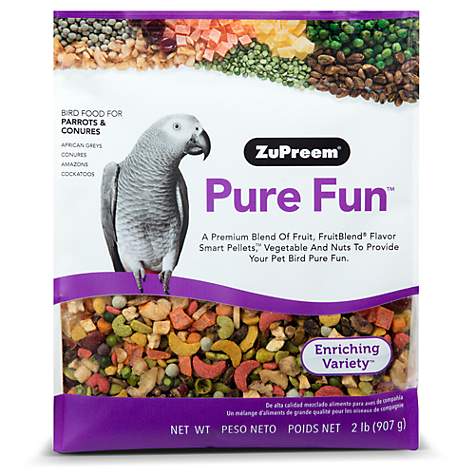 BIRD FOOD FOR
PARROTS &
CONURES
AFRICAN GREYS
CONURES
AMAZONS
COCKATOOS
ZuPreem®
Pure Fun™
A Premium Blend Of Fruit, FruitBlend® Flavor
Smart Pellets,™ Vegetable And Nuts To Provide
Your Pet Bird Pure Fun.
Enriching
Variety™
De alta calidad mezclado alimento para aves de compañía
Un mélange d'aliments de grande qualité pour les oiseaux de compagnie
NET WT PESO NETO POIDS NET 2 lb (907 g)